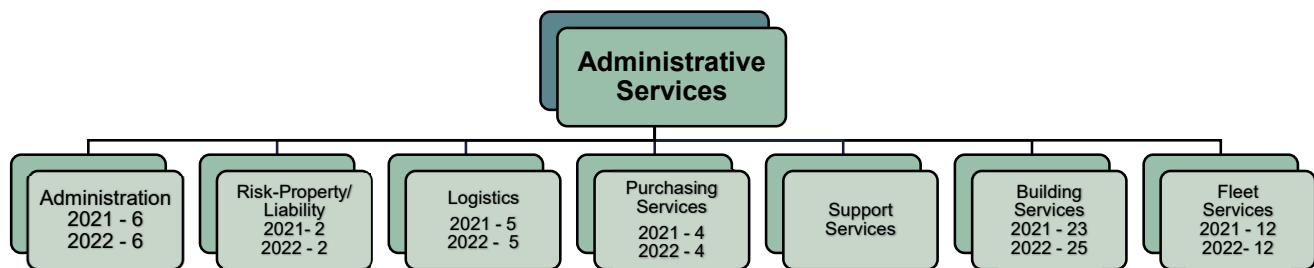 Administrative
Services
Administration
2021 - 6
2022 - 6
Risk-Property/
Liability
2021- 2
2022 - 2
Logistics
2021 - 5
2022 -  5
Purchasing
Services
2021 - 4
2022 - 4
Support
Services
Building
Services
2021 - 23
2022 - 25
Fleet
Services
2021 - 12
2022- 12